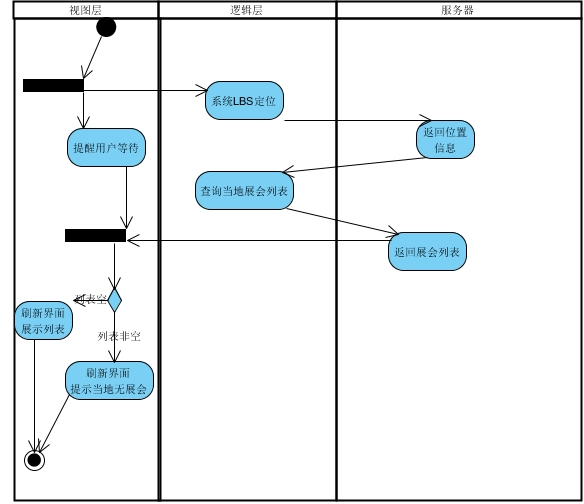 视图层
逻辑层
服务器
系统LBS定位
返回位置
信息
提醒用户等待
查询当地展会列表
返回展会列表
列表空
刷新界面
展示列表
列表非空
刷新界面
提示当地无展会